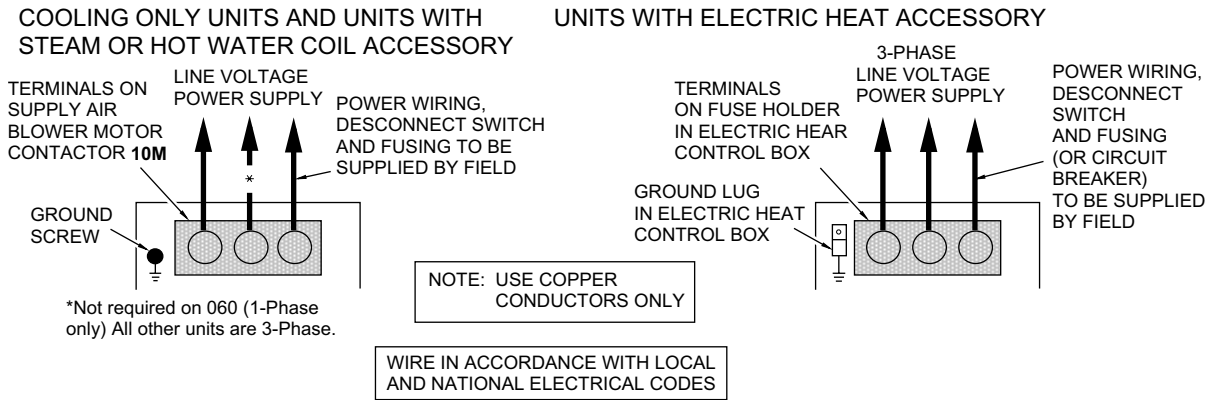 COOLING ONLY UNITS AND UNITS WITH
STEAM OR HOT WATER COIL ACCESSORY
TERMINALS ON
SUPPLY AIR
BLOWER MOTOR
CONTACTOR 10M
LINE VOLTAGE
POWER SUPPLY
POWER WIRING,
DESCONNECT SWITCH
AND FUSING TO BE
SUPPLIED BY FIELD
*
GROUND
SCREW
*Not required on 060 (1-Phase
only) All other units are 3-Phase.
UNITS WITH ELECTRIC HEAT ACCESSORY
TERMINALS
ON FUSE HOLDER
IN ELECTRIC HEAR
CONTROL BOX
3-PHASE
LINE VOLTAGE
POWER SUPPLY
POWER WIRING,
DESCONNECT
SWITCH
AND FUSING
(OR CIRCUIT
BREAKER)
TO BE SUPPLIED
BY FIELD
GROUND LUG
IN ELECTRIC HEAT
CONTROL BOX
NOTE: USE COPPER
CONDUCTORS ONLY
WIRE IN ACCORDANCE WITH LOCAL
AND NATIONAL ELECTRICAL CODES